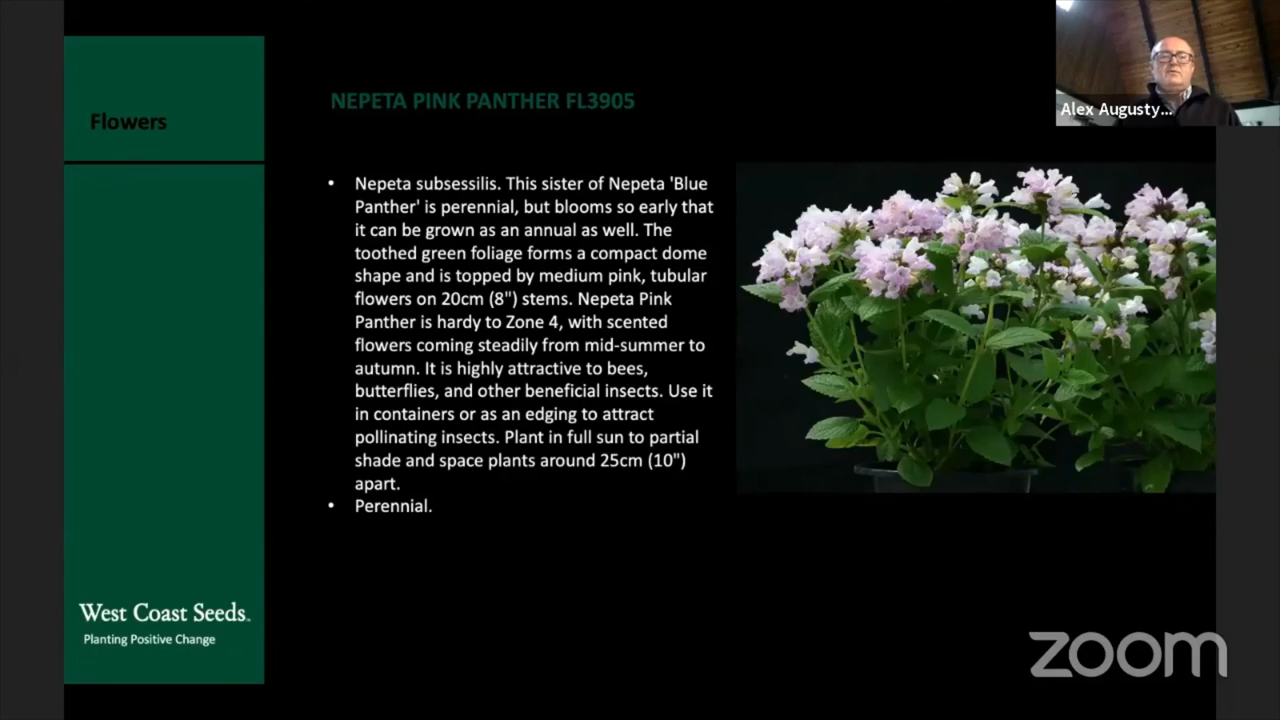 Flowers
NEPETA PINK PANTHER FL3905
• Nepeta subsessilis. This sister of Nepeta 'Blue
Panther' is perennial, but blooms so early that
it can be grown as an annual as well. The
toothed green foliage forms a compact dome
shape and is topped by medium pink, tubular
flowers on 20cm (8") stems. Nepeta Pink
Panther is hardy to Zone 4, with scented
flowers coming steadily from mid-summer to
autumn. It is highly attractive to bees,
butterflies, and other beneficial insects. Use it
in containers or as an edging to attract
pollinating insects. Plant in full sun to partial
shade and space plants around 25cm (10")
apart.
• Perennial.
West Coast Seeds.
Planting Positive Change
Alex Augusty...
zoom